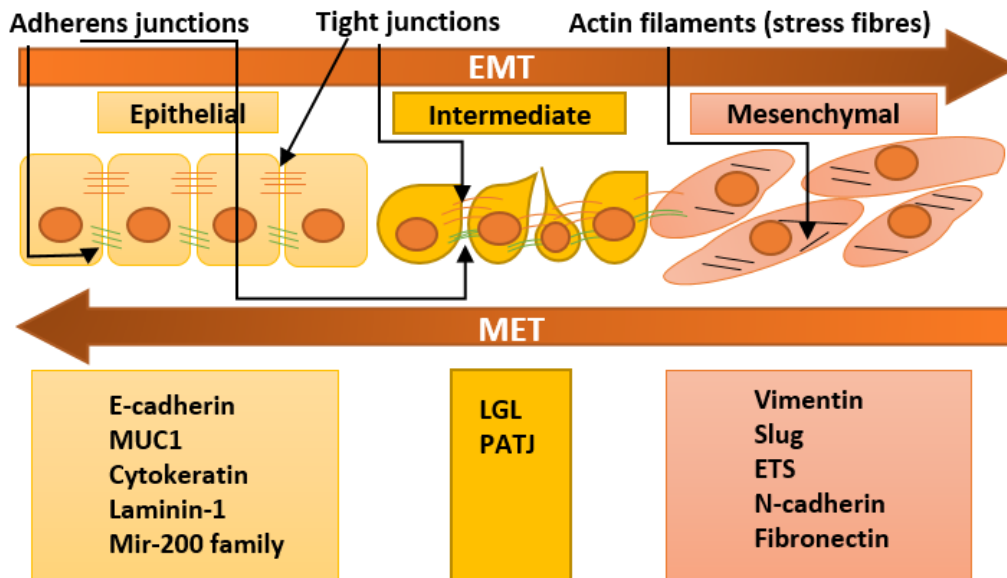 Adherens junctions
Tight junctions
Actin filaments (stress fibres)
EMT
Epithelial
Intermediate
Mesenchymal
MET
E-cadherin
MUC1
Cytokeratin
Laminin-1
Mir-200 family
LGL
PATJ
Vimentin
Slug
ETS
N-cadherin
Fibronectin